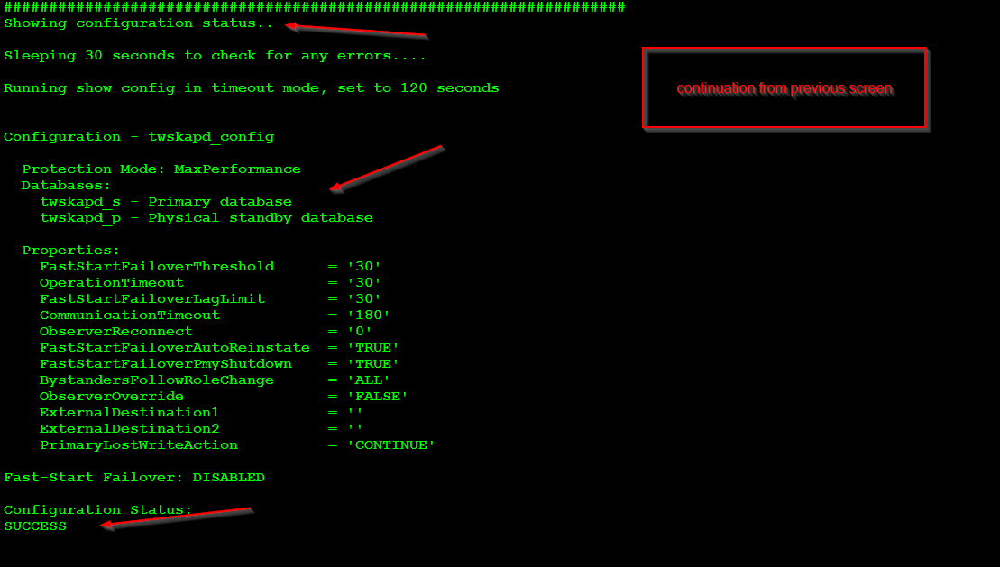 #####################################################################
Showing configuration status..
Sleeping 30 seconds to check for any errors....
Running show config in timeout mode, set to 120 seconds
continuation from previous screen
Configuration - twskapd_config
Protection Mode: MaxPerformance
Databases:
twskapd_s - Primary database
twskapd_p - Physical standby database
Properties:
FastStartFailoverThreshold = '30'
OperationTimeout = '30'
FastStartFailoverLagLimit = '30'
CommunicationTimeout = '180'
ObserverReconnect = '0'
FastStartFailoverAutoReinstate = 'TRUE'
FastStartFailoverPmyShutdown = 'TRUE'
BystandersFollowRoleChange = 'ALL'
ObserverOverride = 'FALSE'
ExternalDestination1 = ''
ExternalDestination2 = ''
PrimaryLostWriteAction = 'CONTINUE'
Fast-Start Failover: DISABLED
Configuration Status:
SUCCESS